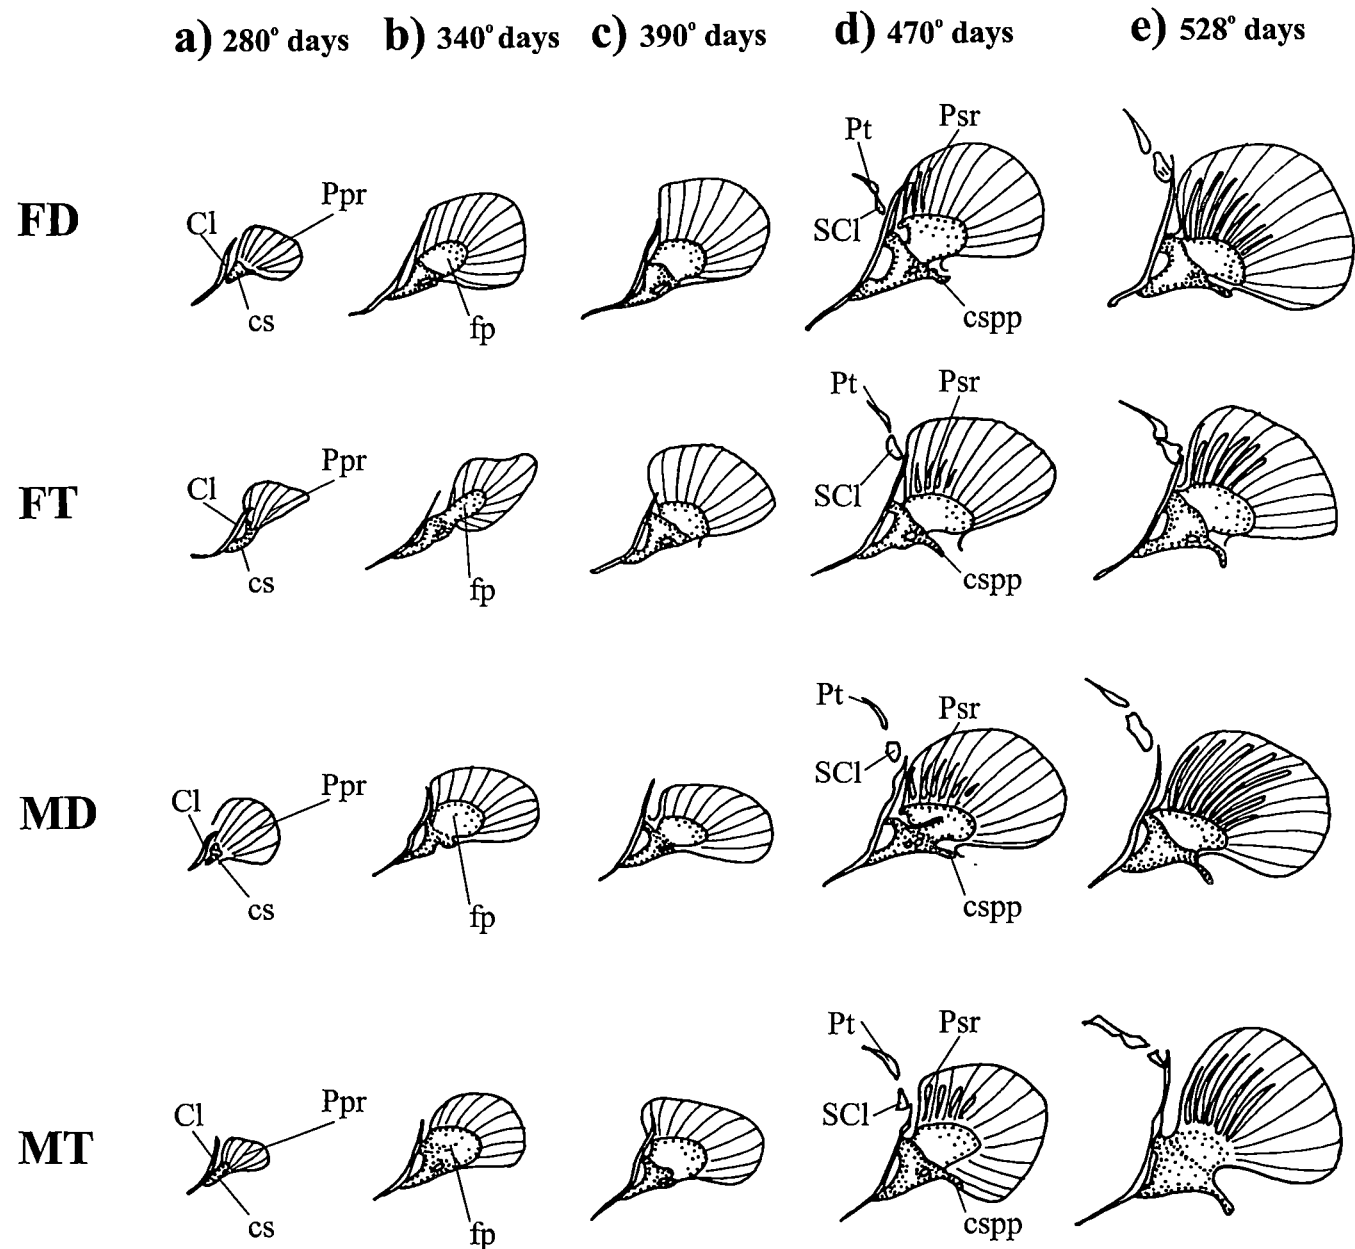 a) 280° days b) 340° days c) 390° days d) 470° days e) 528° days
Pt Psr
FD Cl Ppr SCl
cs fp cspp
Pt Psr
FT Cl Ppr SCl
cs fp cspp
Pt Psr
MD Cl Ppr SCl
cs fp cspp
Pt Psr
MT Cl Ppr SCl
cs fp cspp